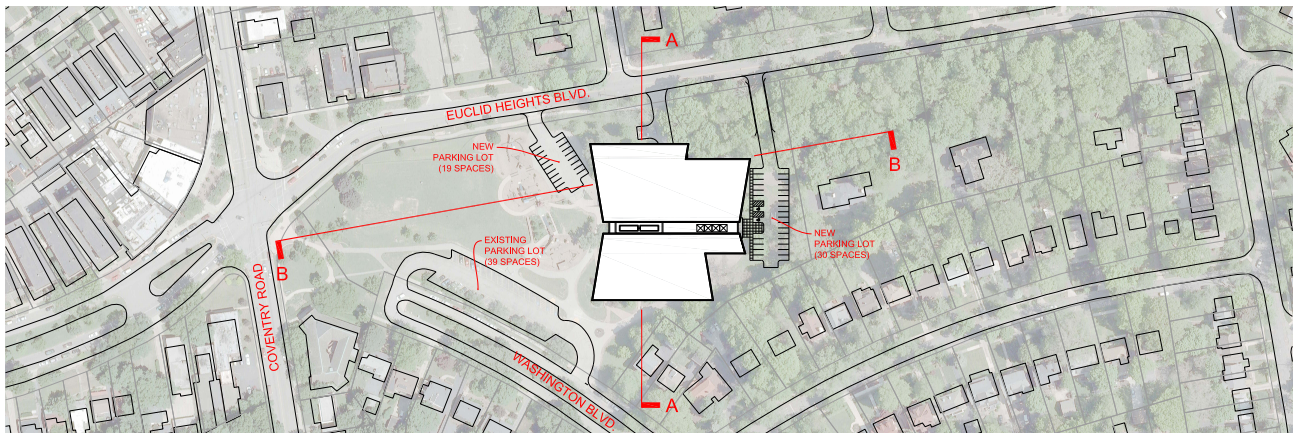 A
EUCLID HEIGHTS BLVD.
NEW
PARKING LOT
(19 SPACES)
B
EXISTING
PARKING LOT
(39 SPACES)
NEW
PARKING LOT
(30 SPACES)
B
COVENTRY ROAD
WASHINGTON BLVD
A